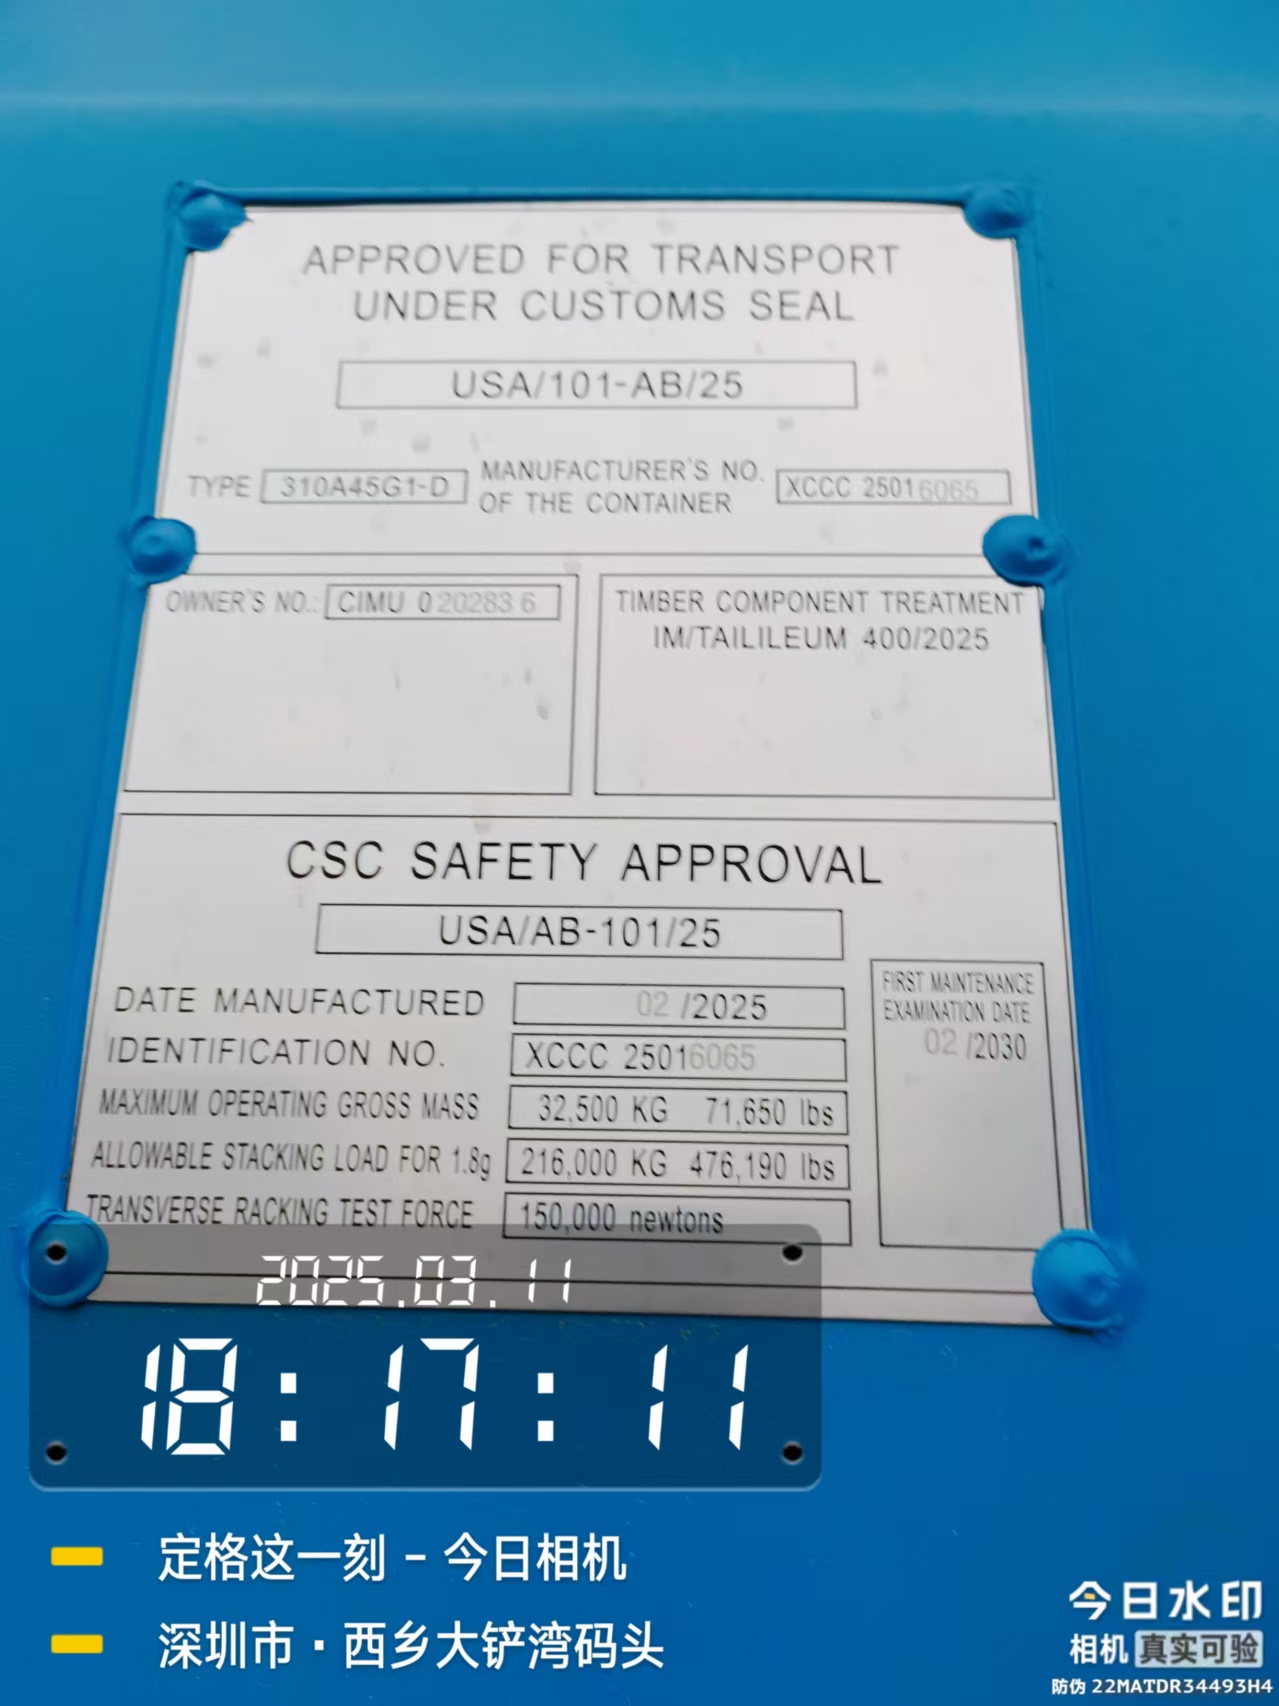 APPROVED FOR TRANSPORT
UNDER CUSTOMS SEAL
USA/101-AB/25
TYPE 310A45G1-D MANUFACTURER'S NO. OF THE CONTAINER XCCC 25016065
OWNER'S NO.: CIMU 0202836
TIMBER COMPONENT TREATMENT
IM/TAILILEUM 400/2025
CSC SAFETY APPROVAL
USA/AB-101/25
DATE MANUFACTURED 02/2025
IDENTIFICATION NO. XCCC 25016065
MAXIMUM OPERATING GROSS MASS 32,500 KG 71,650 lbs
ALLOWABLE STACKING LOAD FOR 1.8g 216,000 KG 476,190 lbs
TRANSVERSE RACKING TEST FORCE 150,000 newtons
FIRST MAINTENANCE
EXAMINATION DATE
02/2030
2025.03.11
18:17:11
定格这一刻 - 今日相机
深圳市·西乡大铲湾码头
今日水印
相机 真实可验
防伪 22MATDR34493H4